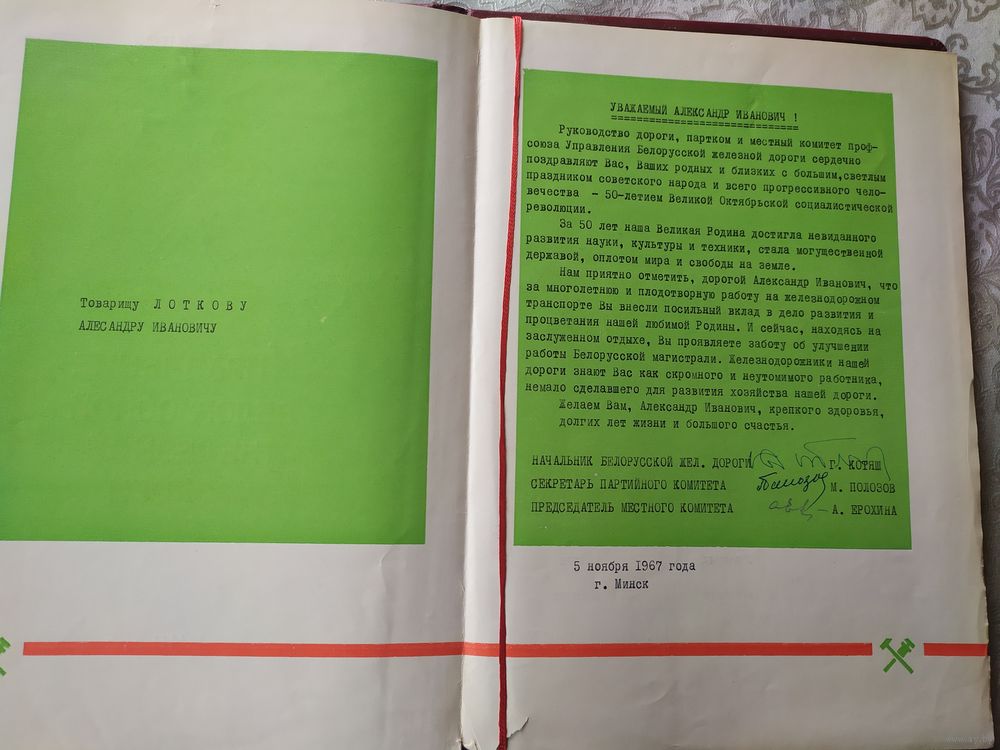 Товарищу Л О Т К О В У
АЛЕСАНДРУ ИВАНОВИЧУ
УВАЖАЕМЫЙ АЛЕКСАНДР ИВАНОВИЧ !
Руководство дороги, партком и местный комитет проф-
союза Управления Белорусской железной дороги сердечно
поздравляют Вас, Ваших родных и близких с большим,светлым
праздником советского народа и всего прогрессивного чело-
вечества - 50-летием Великой Октябрьской социалистической
революции.
За 50 лет наша Великая Родина достигла невиданного
развития науки, культуры и техники, стала могущественной
державой, оплотом мира и свободы на земле.
Нам приятно отметить, дорогой Александр Иванович, что
за многолетнюю и плодотворную работу на железнодорожном
транспорте Вы внесли посильный вклад в дело развития и
процветания нашей любимой Родины. И сейчас, находясь на
заслуженном отдыхе, Вы проявляете заботу об улучшении
работы Белорусской магистрали. Железнодорожники нашей
дороги знают Вас как скромного и неутомимого работника,
немало сделавшего для развития хозяйства нашей дороги.
Желаем Вам, Александр Иванович, крепкого здоровья,
долгих лет жизни и большого счастья.
НАЧАЛЬНИК БЕЛОРУССКОЙ ЖЕЛ. ДОРОГИ Г. КОТЯШ
СЕКРЕТАРЬ ПАРТИЙНОГО КОМИТЕТА М. ПОЛОЗОВ
ПРЕДСЕДАТЕЛЬ МЕСТНОГО КОМИТЕТА А. ЕРОХИНА
5 ноября 1967 года
г. Минск